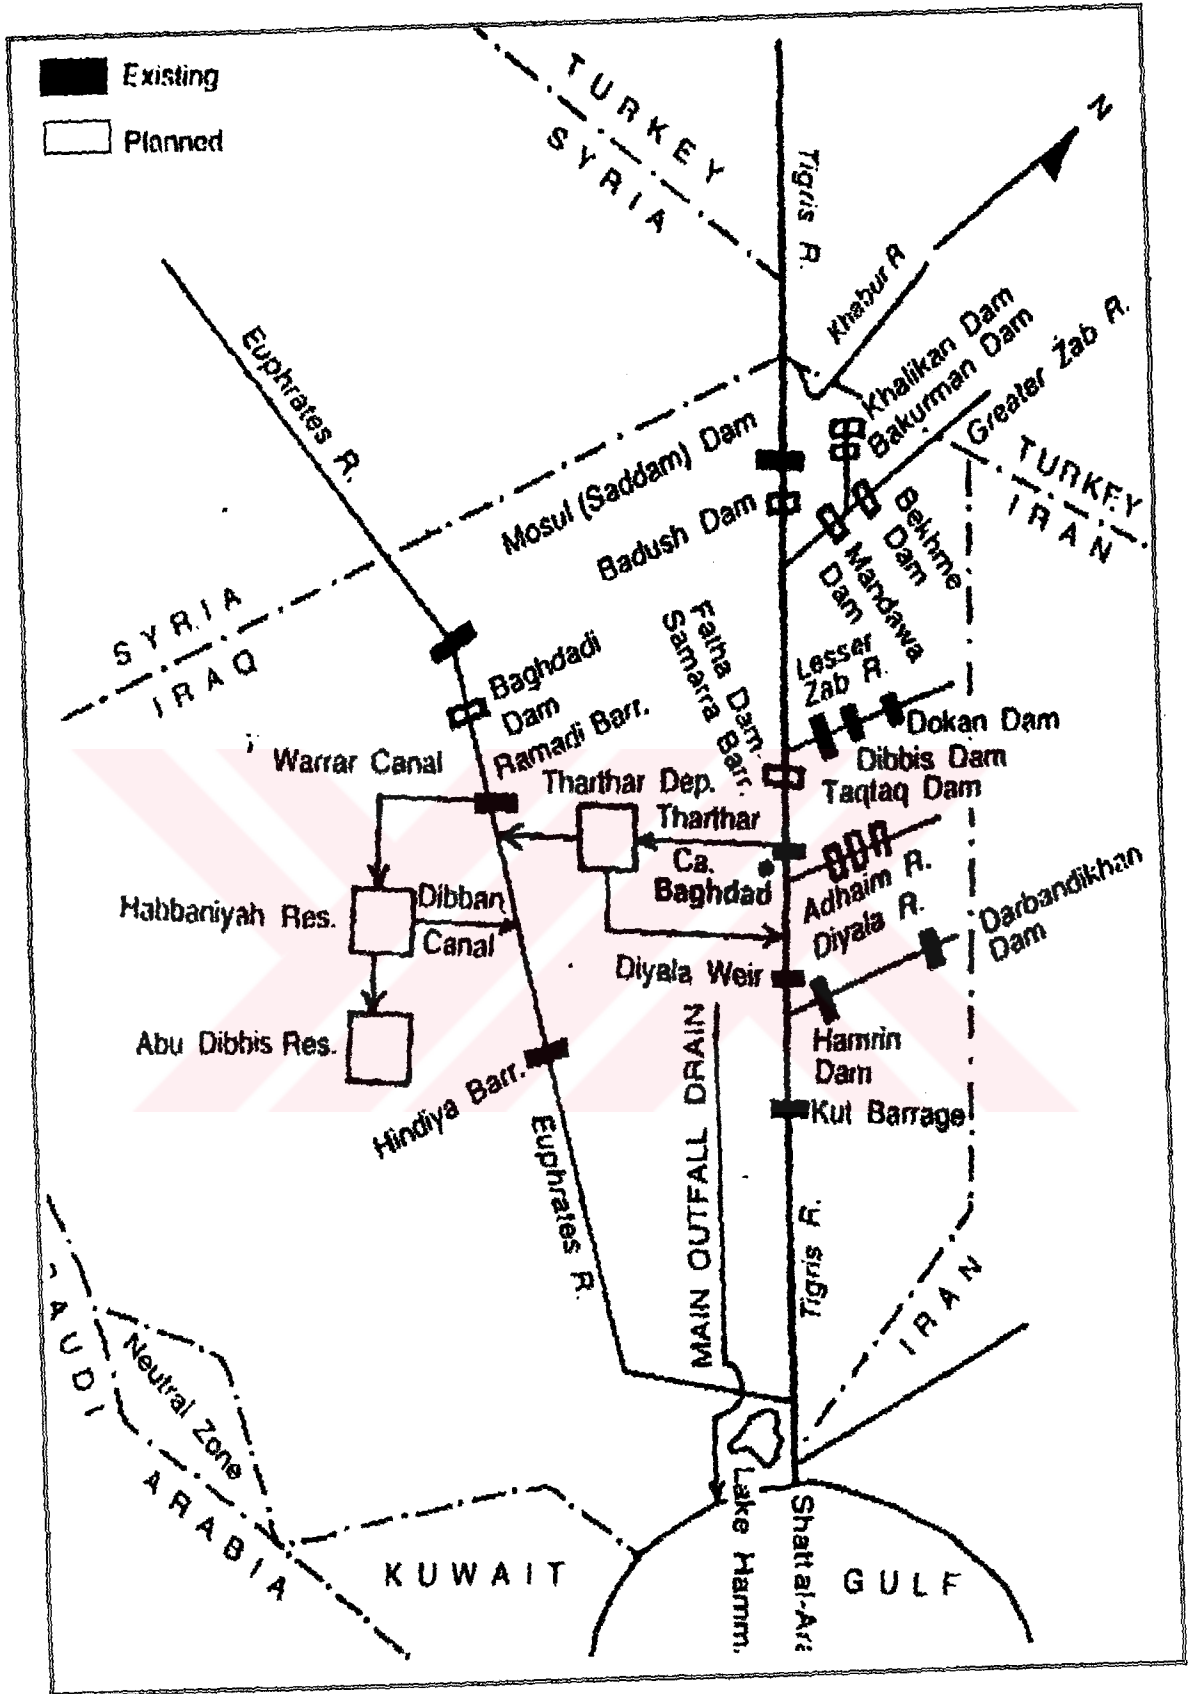 Existing
Planned
TURKEY
SYRIA
Tigris R.
N
Khabur R
Euphrates R.
Khalikan Dam
Bakurman Dam
Greater Zab R.
TURKEY
IRAN
Mosul (Saddam) Dam
Badush Dam
Bekhme
Dam
Mandawa
Dam
SYRIA
IRAQ
Fatha Dam-
Samarra Barr.
Lesser
Zab R.
Baghdadi
Dam
Ramadi Barr.
Dokan Dam
Dibbis Dam
Taqtaq Dam
Warrar Canal
Tharthar Dep.
Tharthar
Ca.
Baghdad
Adhaim R.
Diyala R.
Darbandikhan
Dam
Habbaniyah Res.
Dibban
Canal
Diyala Weir
Abu Dibbis Res.
Hamrin
Dam
Kut Barrage
Hindiya Barr.
MAIN OUTFALL DRAIN
Euphrates R.
Tigris R.
IRAN
AUDI
ARABIA
Neutral Zone
KUWAIT
Lake Hamm.
Shatt al-
GULF